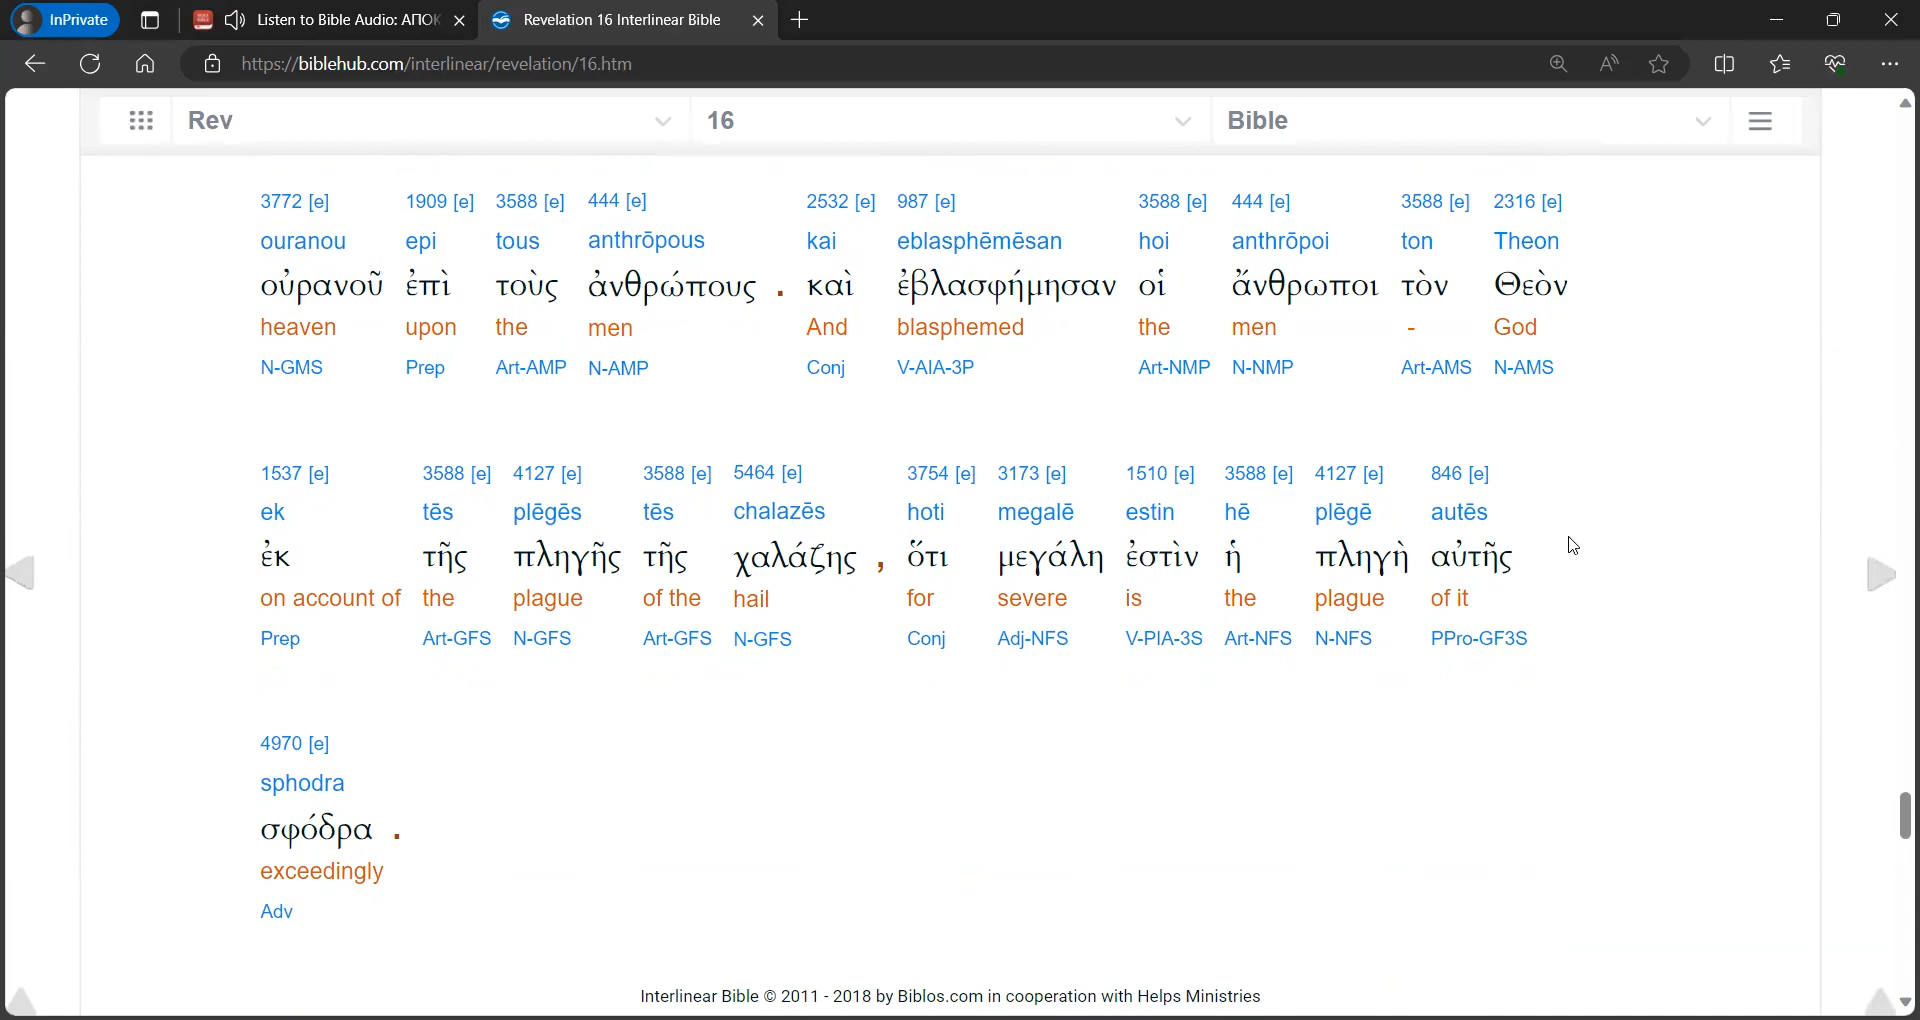 InPrivate Listen to Bible Audio: ΑΠΟΚ Revelation 16 Interlinear Bible
https://biblehub.com/interlinear/revelation/16.htm
Rev 16 Bible
3772 [e] 1909 [e] 3588 [e] 444 [e] 2532 [e] 987 [e] 3588 [e] 444 [e] 3588 [e] 2316 [e]
ouranou epi tous anthrōpous kai eblasphēmēsan hoi anthrōpoi ton Theon
οὐρανοῦ ἐπὶ τοὺς ἀνθρώπους . καὶ ἐβλασφήμησαν οἱ ἄνθρωποι τὸν Θεὸν
heaven upon the men And blasphemed the men - God
N-GMS Prep Art-AMP N-AMP Conj V-AIA-3P Art-NMP N-NMP Art-AMS N-AMS
1537 [e] 3588 [e] 4127 [e] 3588 [e] 5464 [e] 3754 [e] 3173 [e] 1510 [e] 3588 [e] 4127 [e] 846 [e]
ek tēs plēgēs tēs chalazēs hoti megalē estin hē plēgē autēs
ἐκ τῆς πληγῆς τῆς χαλάζης , ὅτι μεγάλη ἐστὶν ἡ πληγὴ αὐτῆς
on account of the plague of the hail for severe is the plague of it
Prep Art-GFS N-GFS Art-GFS N-GFS Conj Adj-NFS V-PIA-3S Art-NFS N-NFS PPro-GF3S
4970 [e]
sphodra
σφόδρα .
exceedingly
Adv
Interlinear Bible © 2011 - 2018 by Biblos.com in cooperation with Helps Ministries